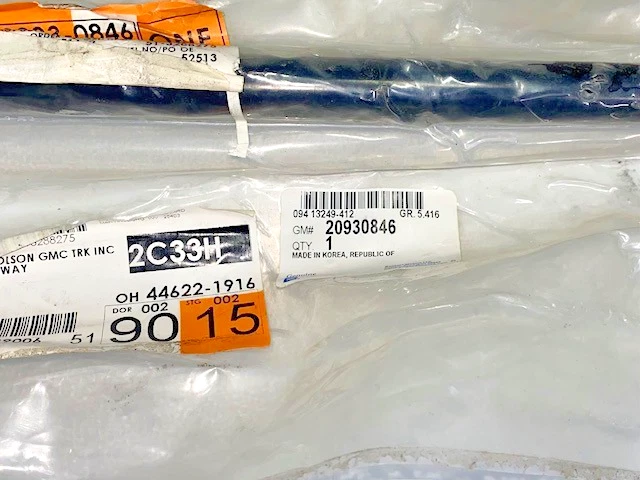 -0846
ONE
52513
094 13249-412 GR. 5.416
GM# 20930846
QTY. 1
MADE IN KOREA, REPUBLIC OF
288275
OLSON GMC TRK INC
WAY
2C33H
OH 44622-1916
DOR 002 STG 002
51 90 15